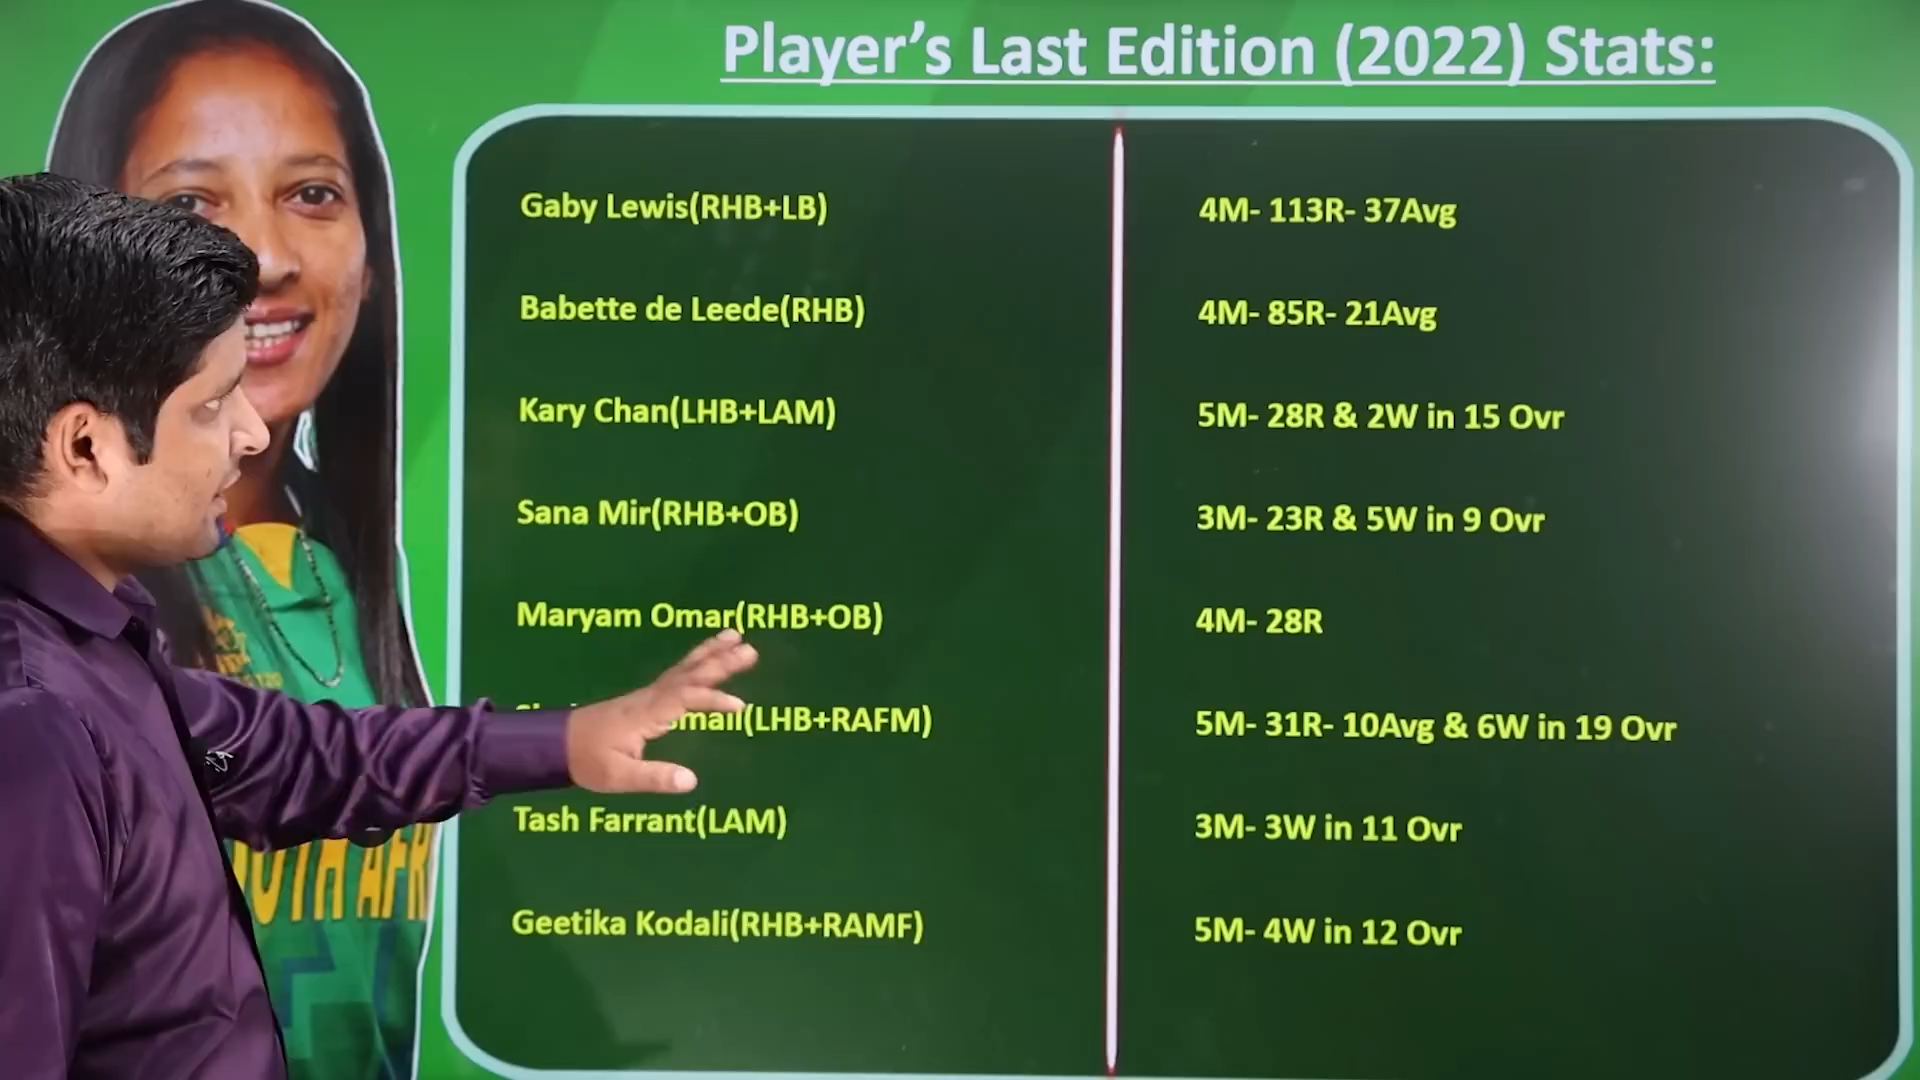 Player's Last Edition (2022) Stats:
Gaby Lewis(RHB+LB) 4M- 113R- 37Avg
Babette de Leede(RHB) 4M- 85R- 21Avg
Kary Chan(LHB+LAM) 5M- 28R & 2W in 15 Ovr
Sana Mir(RHB+OB) 3M- 23R & 5W in 9 Ovr
Maryam Omar(RHB+OB) 4M- 28R
(LHB+RAFM) 5M- 31R- 10Avg & 6W in 19 Ovr
Tash Farrant(LAM) 3M- 3W in 11 Ovr
Geetika Kodali(RHB+RAMF) 5M- 4W in 12 Ovr